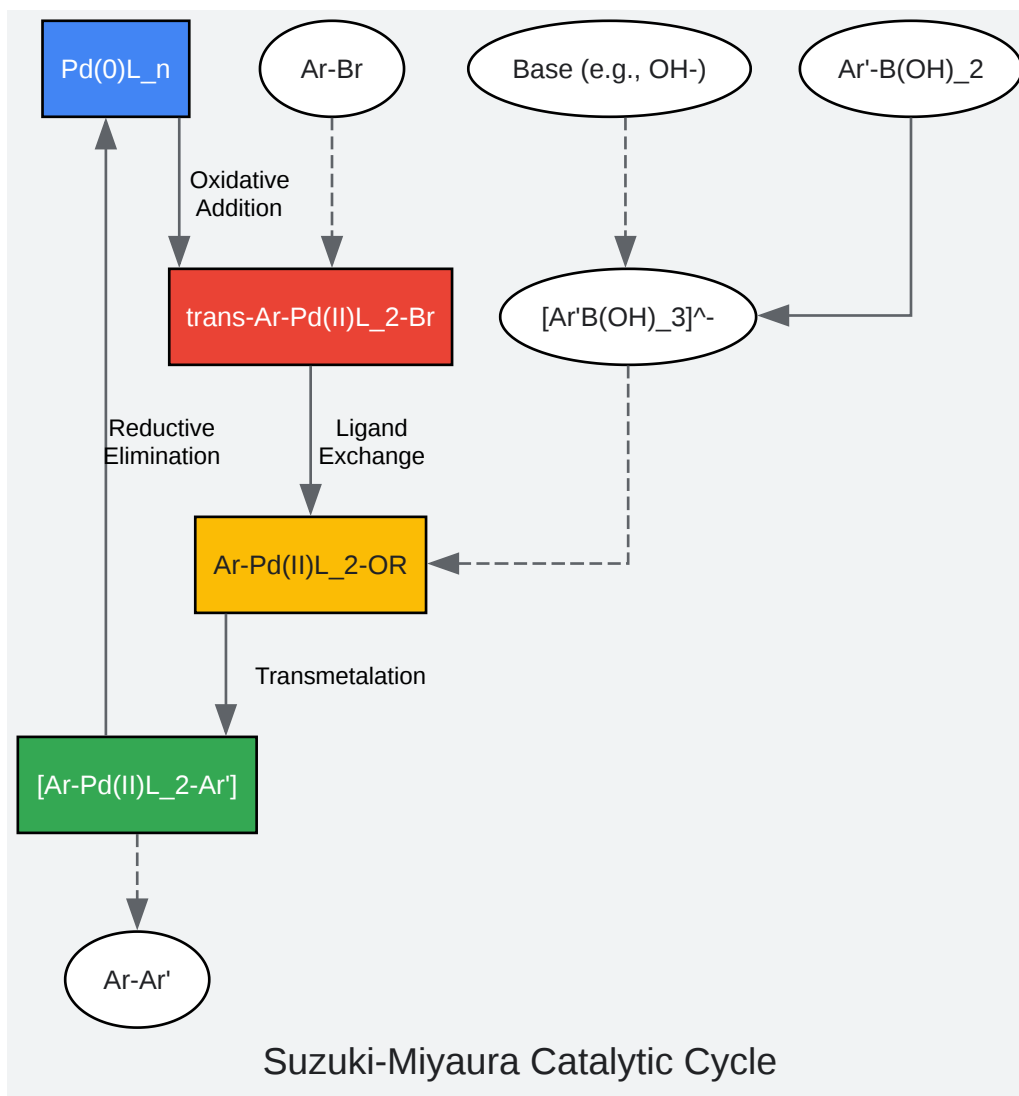 Pd(0)L_n
Ar-Br
Base (e.g., OH-)
Ar'-B(OH)_2
Oxidative
Addition
trans-Ar-Pd(II)L_2-Br
[Ar'B(OH)_3]^-
Reductive
Elimination
Ligand
Exchange
Ar-Pd(II)L_2-OR
Transmetalation
[Ar-Pd(II)L_2-Ar']
Ar-Ar'
Suzuki-Miyaura Catalytic Cycle